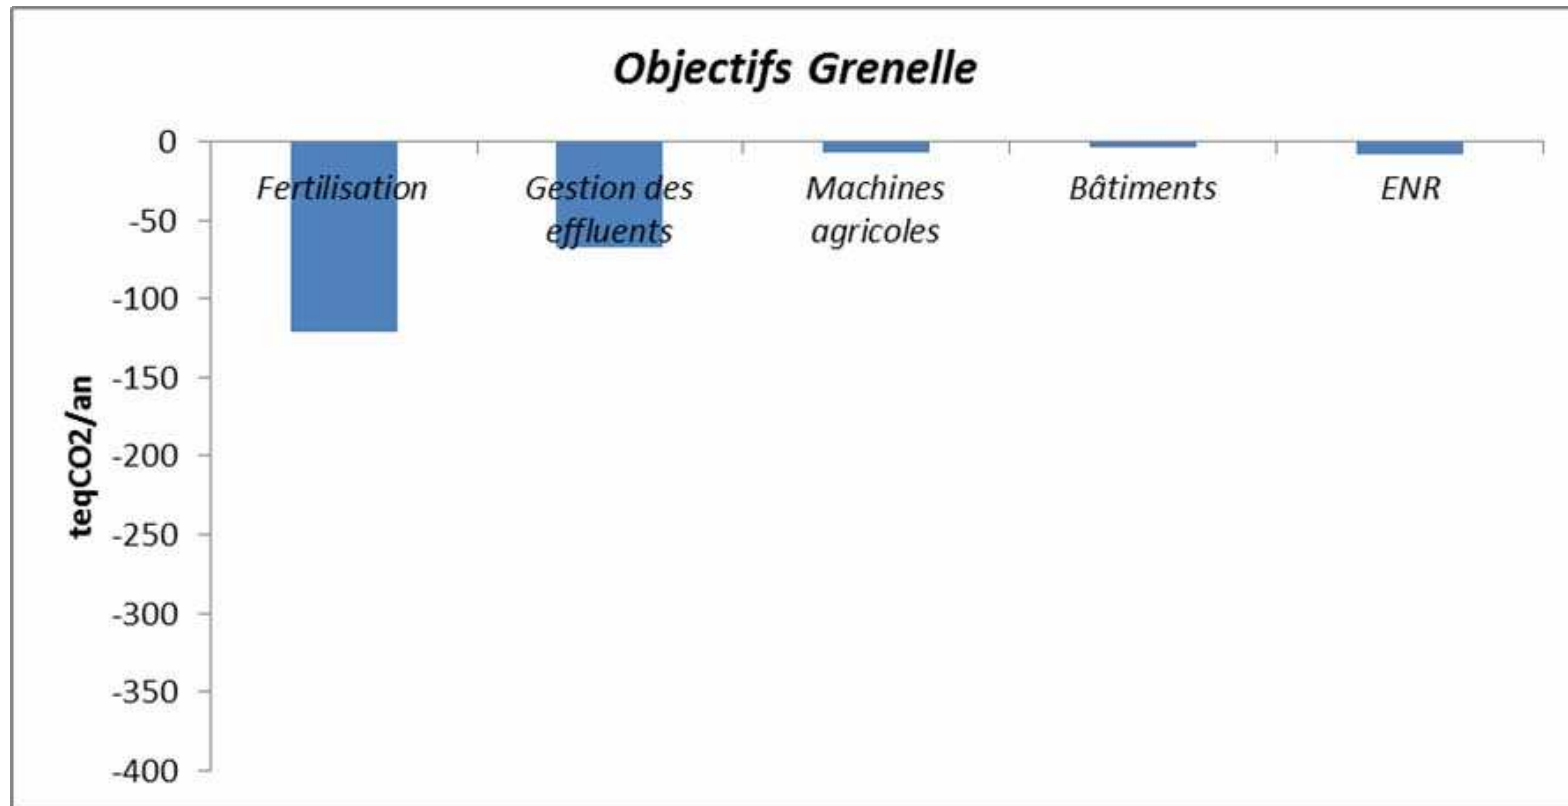 Objectifs Grenelle
0
-50
-100
-150
-200
-250
-300
-350
-400
teqCO2/an
Fertilisation
Gestion des
effluents
Machines
agricoles
Bâtiments
ENR